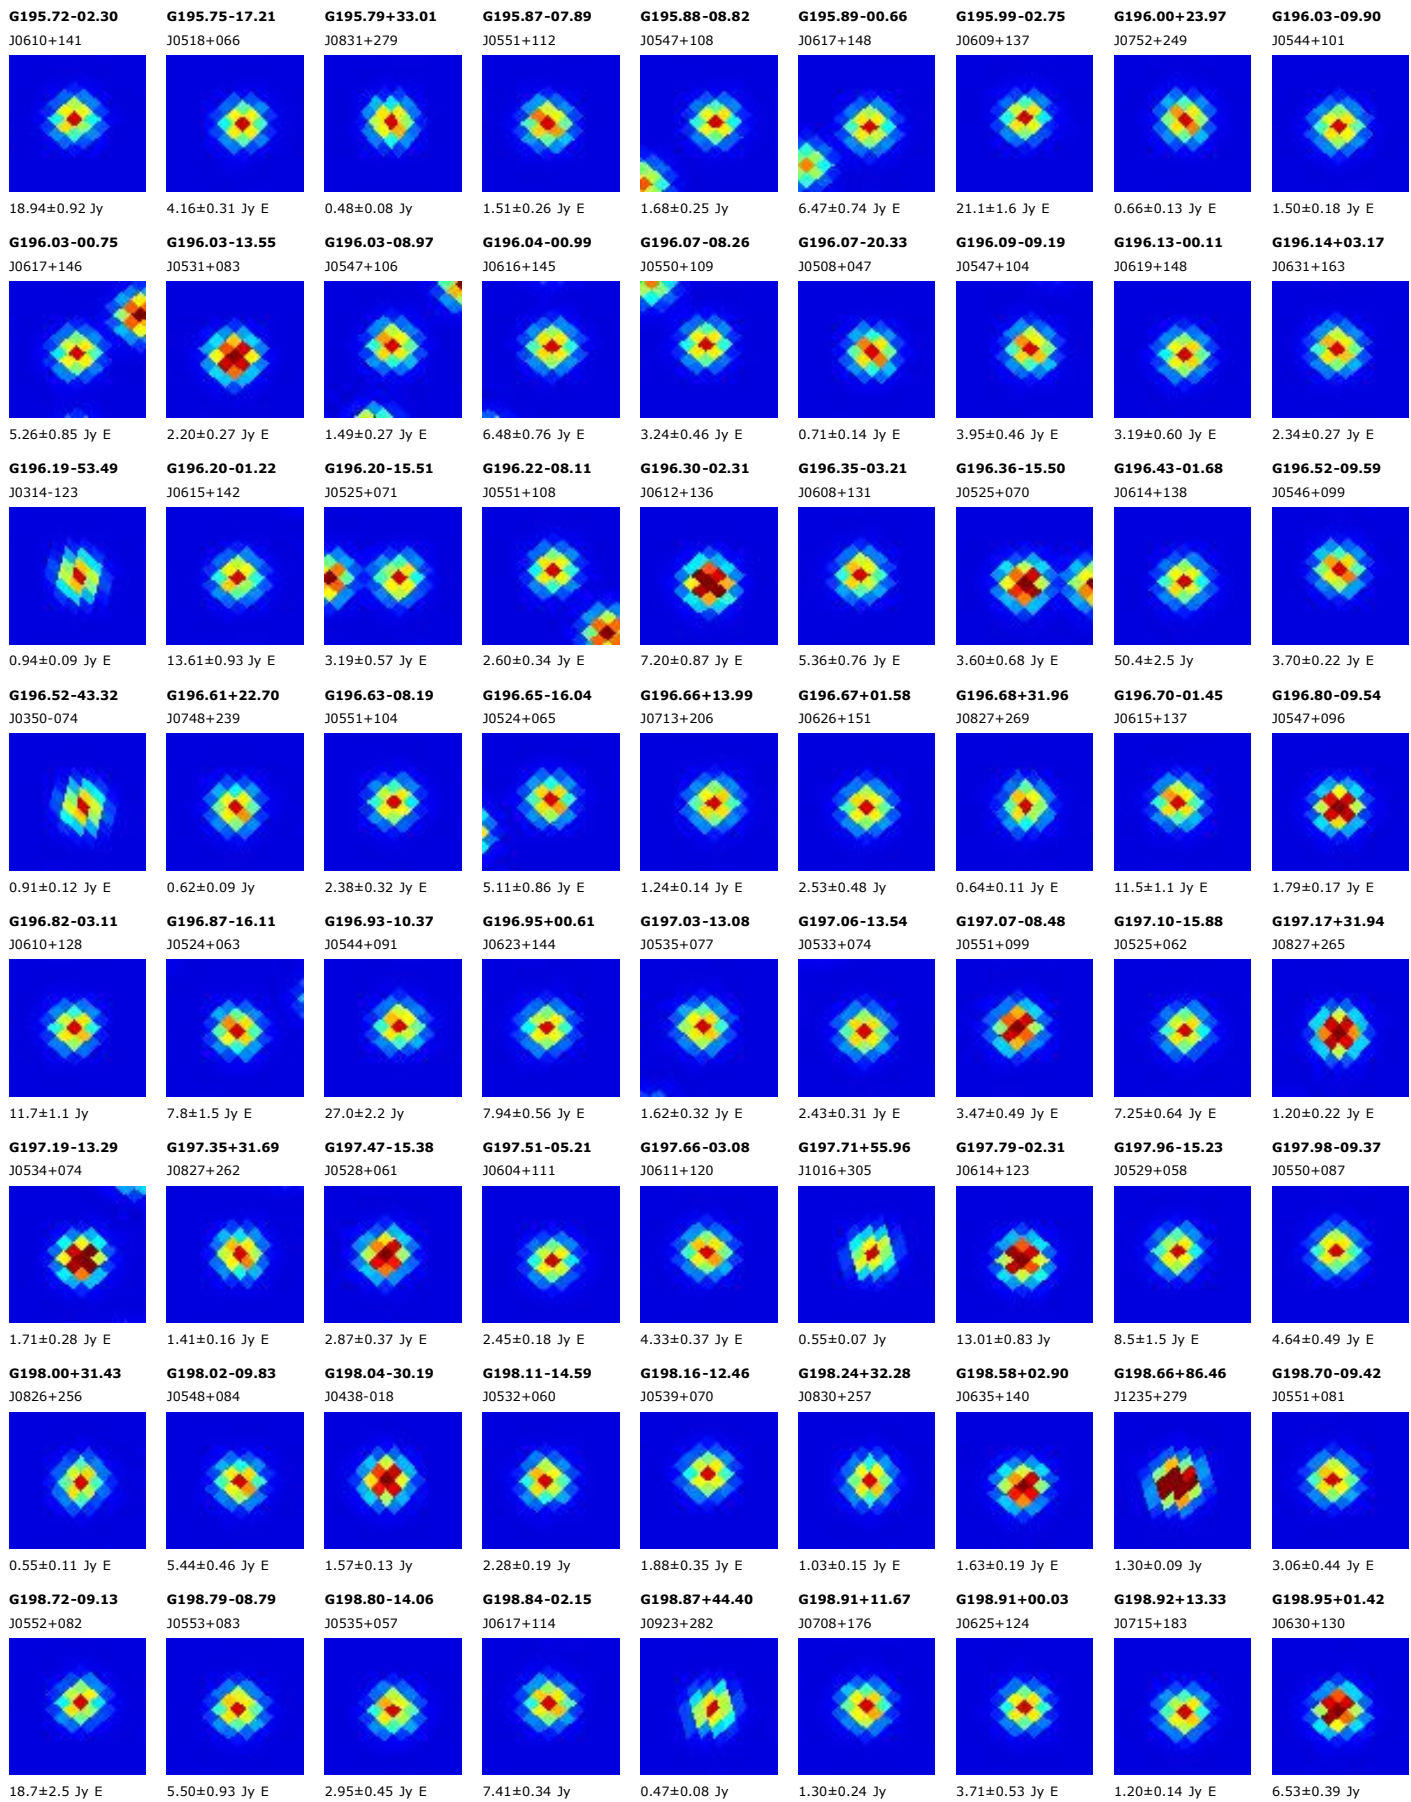 G195.72-02.30 G195.75-17.21 G195.79+33.01 G195.87-07.89 G195.88-08.82 G195.89-00.66 G195.99-02.75 G196.00+23.97 G196.03-09.90
J0610+141 J0518+066 J0831+279 J0551+112 J0547+108 J0617+148 J0609+137 J0752+249 J0544+101
18.94±0.92 Jy 4.16±0.31 Jy E 0.48±0.08 Jy 1.51±0.26 Jy E 1.68±0.25 Jy 6.47±0.74 Jy E 21.1±1.6 Jy E 0.66±0.13 Jy E 1.50±0.18 Jy E
G196.03-00.75 G196.03-13.55 G196.03-08.97 G196.04-00.99 G196.07-08.26 G196.07-20.33 G196.09-09.19 G196.13-00.11 G196.14+03.17
J0617+146 J0531+083 J0547+106 J0616+145 J0550+109 J0508+047 J0547+104 J0619+148 J0631+163
5.26±0.85 Jy E 2.20±0.27 Jy E 1.49±0.27 Jy E 6.48±0.76 Jy E 3.24±0.46 Jy E 0.71±0.14 Jy E 3.95±0.46 Jy E 3.19±0.60 Jy E 2.34±0.27 Jy E
G196.19-53.49 G196.20-01.22 G196.20-15.51 G196.22-08.11 G196.30-02.31 G196.35-03.21 G196.36-15.50 G196.43-01.68 G196.52-09.59
J0314-123 J0615+142 J0525+071 J0551+108 J0612+136 J0608+131 J0525+070 J0614+138 J0546+099
0.94±0.09 Jy E 13.61±0.93 Jy E 3.19±0.57 Jy E 2.60±0.34 Jy E 7.20±0.87 Jy E 5.36±0.76 Jy E 3.60±0.68 Jy E 50.4±2.5 Jy 3.70±0.22 Jy E
G196.52-43.32 G196.61+22.70 G196.63-08.19 G196.65-16.04 G196.66+13.99 G196.67+01.58 G196.68+31.96 G196.70-01.45 G196.80-09.54
J0350-074 J0748+239 J0551+104 J0524+065 J0713+206 J0626+151 J0827+269 J0615+137 J0547+096
0.91±0.12 Jy E 0.62±0.09 Jy 2.38±0.32 Jy E 5.11±0.86 Jy E 1.24±0.14 Jy E 2.53±0.48 Jy 0.64±0.11 Jy E 11.5±1.1 Jy E 1.79±0.17 Jy E
G196.82-03.11 G196.87-16.11 G196.93-10.37 G196.95+00.61 G197.03-13.08 G197.06-13.54 G197.07-08.48 G197.10-15.88 G197.17+31.94
J0610+128 J0524+063 J0544+091 J0623+144 J0535+077 J0533+074 J0551+099 J0525+062 J0827+265
11.7±1.1 Jy 7.8±1.5 Jy E 27.0±2.2 Jy 7.94±0.56 Jy E 1.62±0.32 Jy E 2.43±0.31 Jy E 3.47±0.49 Jy E 7.25±0.64 Jy E 1.20±0.22 Jy E
G197.19-13.29 G197.35+31.69 G197.47-15.38 G197.51-05.21 G197.66-03.08 G197.71+55.96 G197.79-02.31 G197.96-15.23 G197.98-09.37
J0534+074 J0827+262 J0528+061 J0604+111 J0611+120 J1016+305 J0614+123 J0529+058 J0550+087
1.71±0.28 Jy E 1.41±0.16 Jy E 2.87±0.37 Jy E 2.45±0.18 Jy E 4.33±0.37 Jy E 0.55±0.07 Jy 13.01±0.83 Jy 8.5±1.5 Jy E 4.64±0.49 Jy E
G198.00+31.43 G198.02-09.83 G198.04-30.19 G198.11-14.59 G198.16-12.46 G198.24+32.28 G198.58+02.90 G198.66+86.46 G198.70-09.42
J0826+256 J0548+084 J0438-018 J0532+060 J0539+070 J0830+257 J0635+140 J1235+279 J0551+081
0.55±0.11 Jy E 5.44±0.46 Jy E 1.57±0.13 Jy 2.28±0.19 Jy 1.88±0.35 Jy E 1.03±0.15 Jy E 1.63±0.19 Jy E 1.30±0.09 Jy 3.06±0.44 Jy E
G198.72-09.13 G198.79-08.79 G198.80-14.06 G198.84-02.15 G198.87+44.40 G198.91+11.67 G198.91+00.03 G198.92+13.33 G198.95+01.42
J0552+082 J0553+083 J0535+057 J0617+114 J0923+282 J0708+176 J0625+124 J0715+183 J0630+130
18.7±2.5 Jy E 5.50±0.93 Jy E 2.95±0.45 Jy E 7.41±0.34 Jy 0.47±0.08 Jy 1.30±0.24 Jy 3.71±0.53 Jy E 1.20±0.14 Jy E 6.53±0.39 Jy